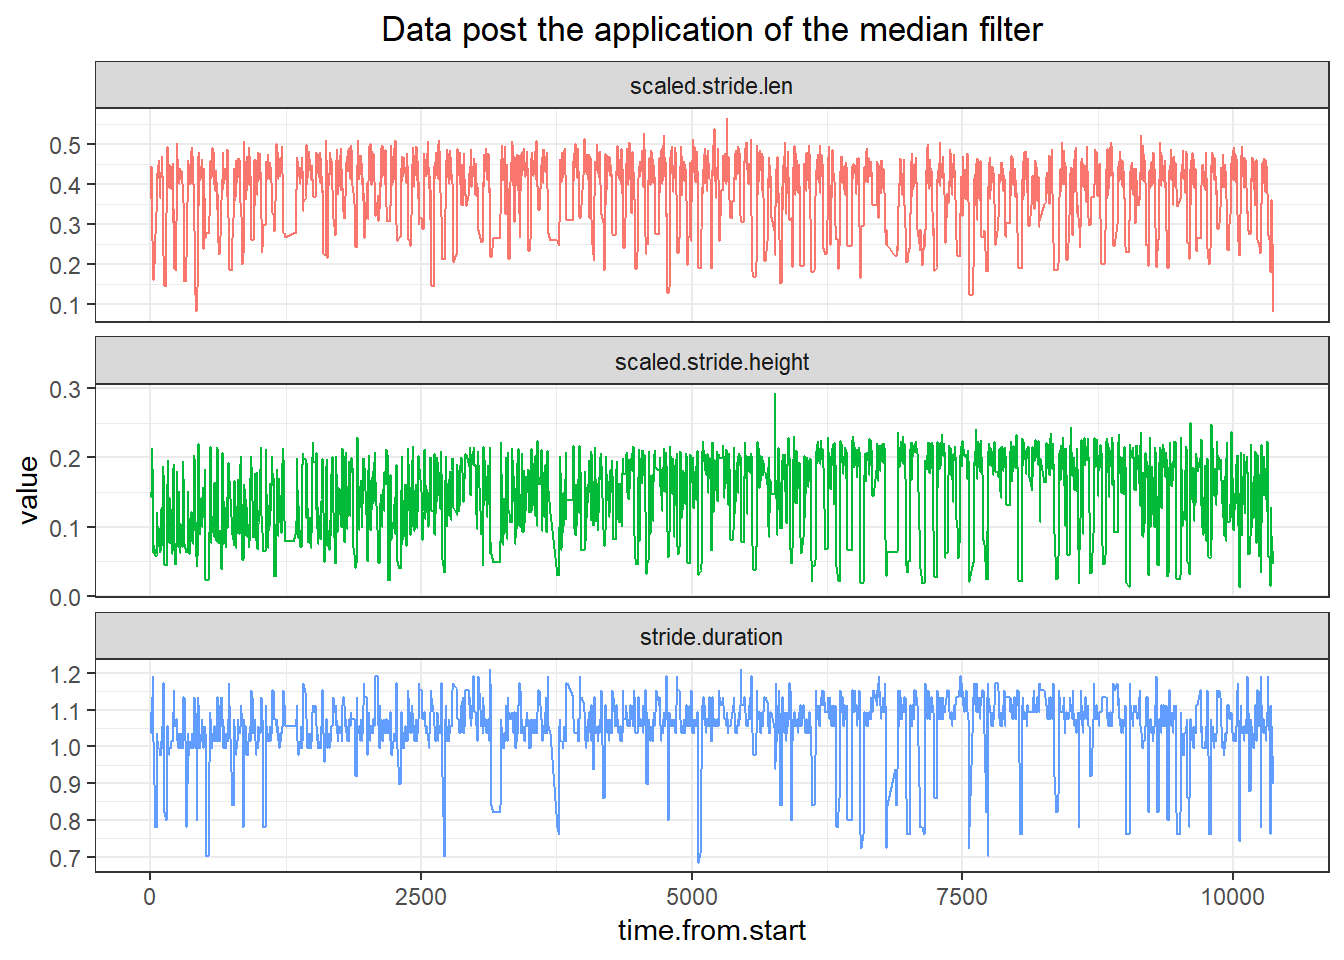 Data post the application of the median filter
scaled.stride.len
0.5
0.4
0.3
0.2
0.1
scaled.stride.height
0.3
0.2
0.1
0.0
value
stride.duration
1.2
1.1
1.0
0.9
0.8
0.7
0 2500 5000 7500 10000
time.from.start